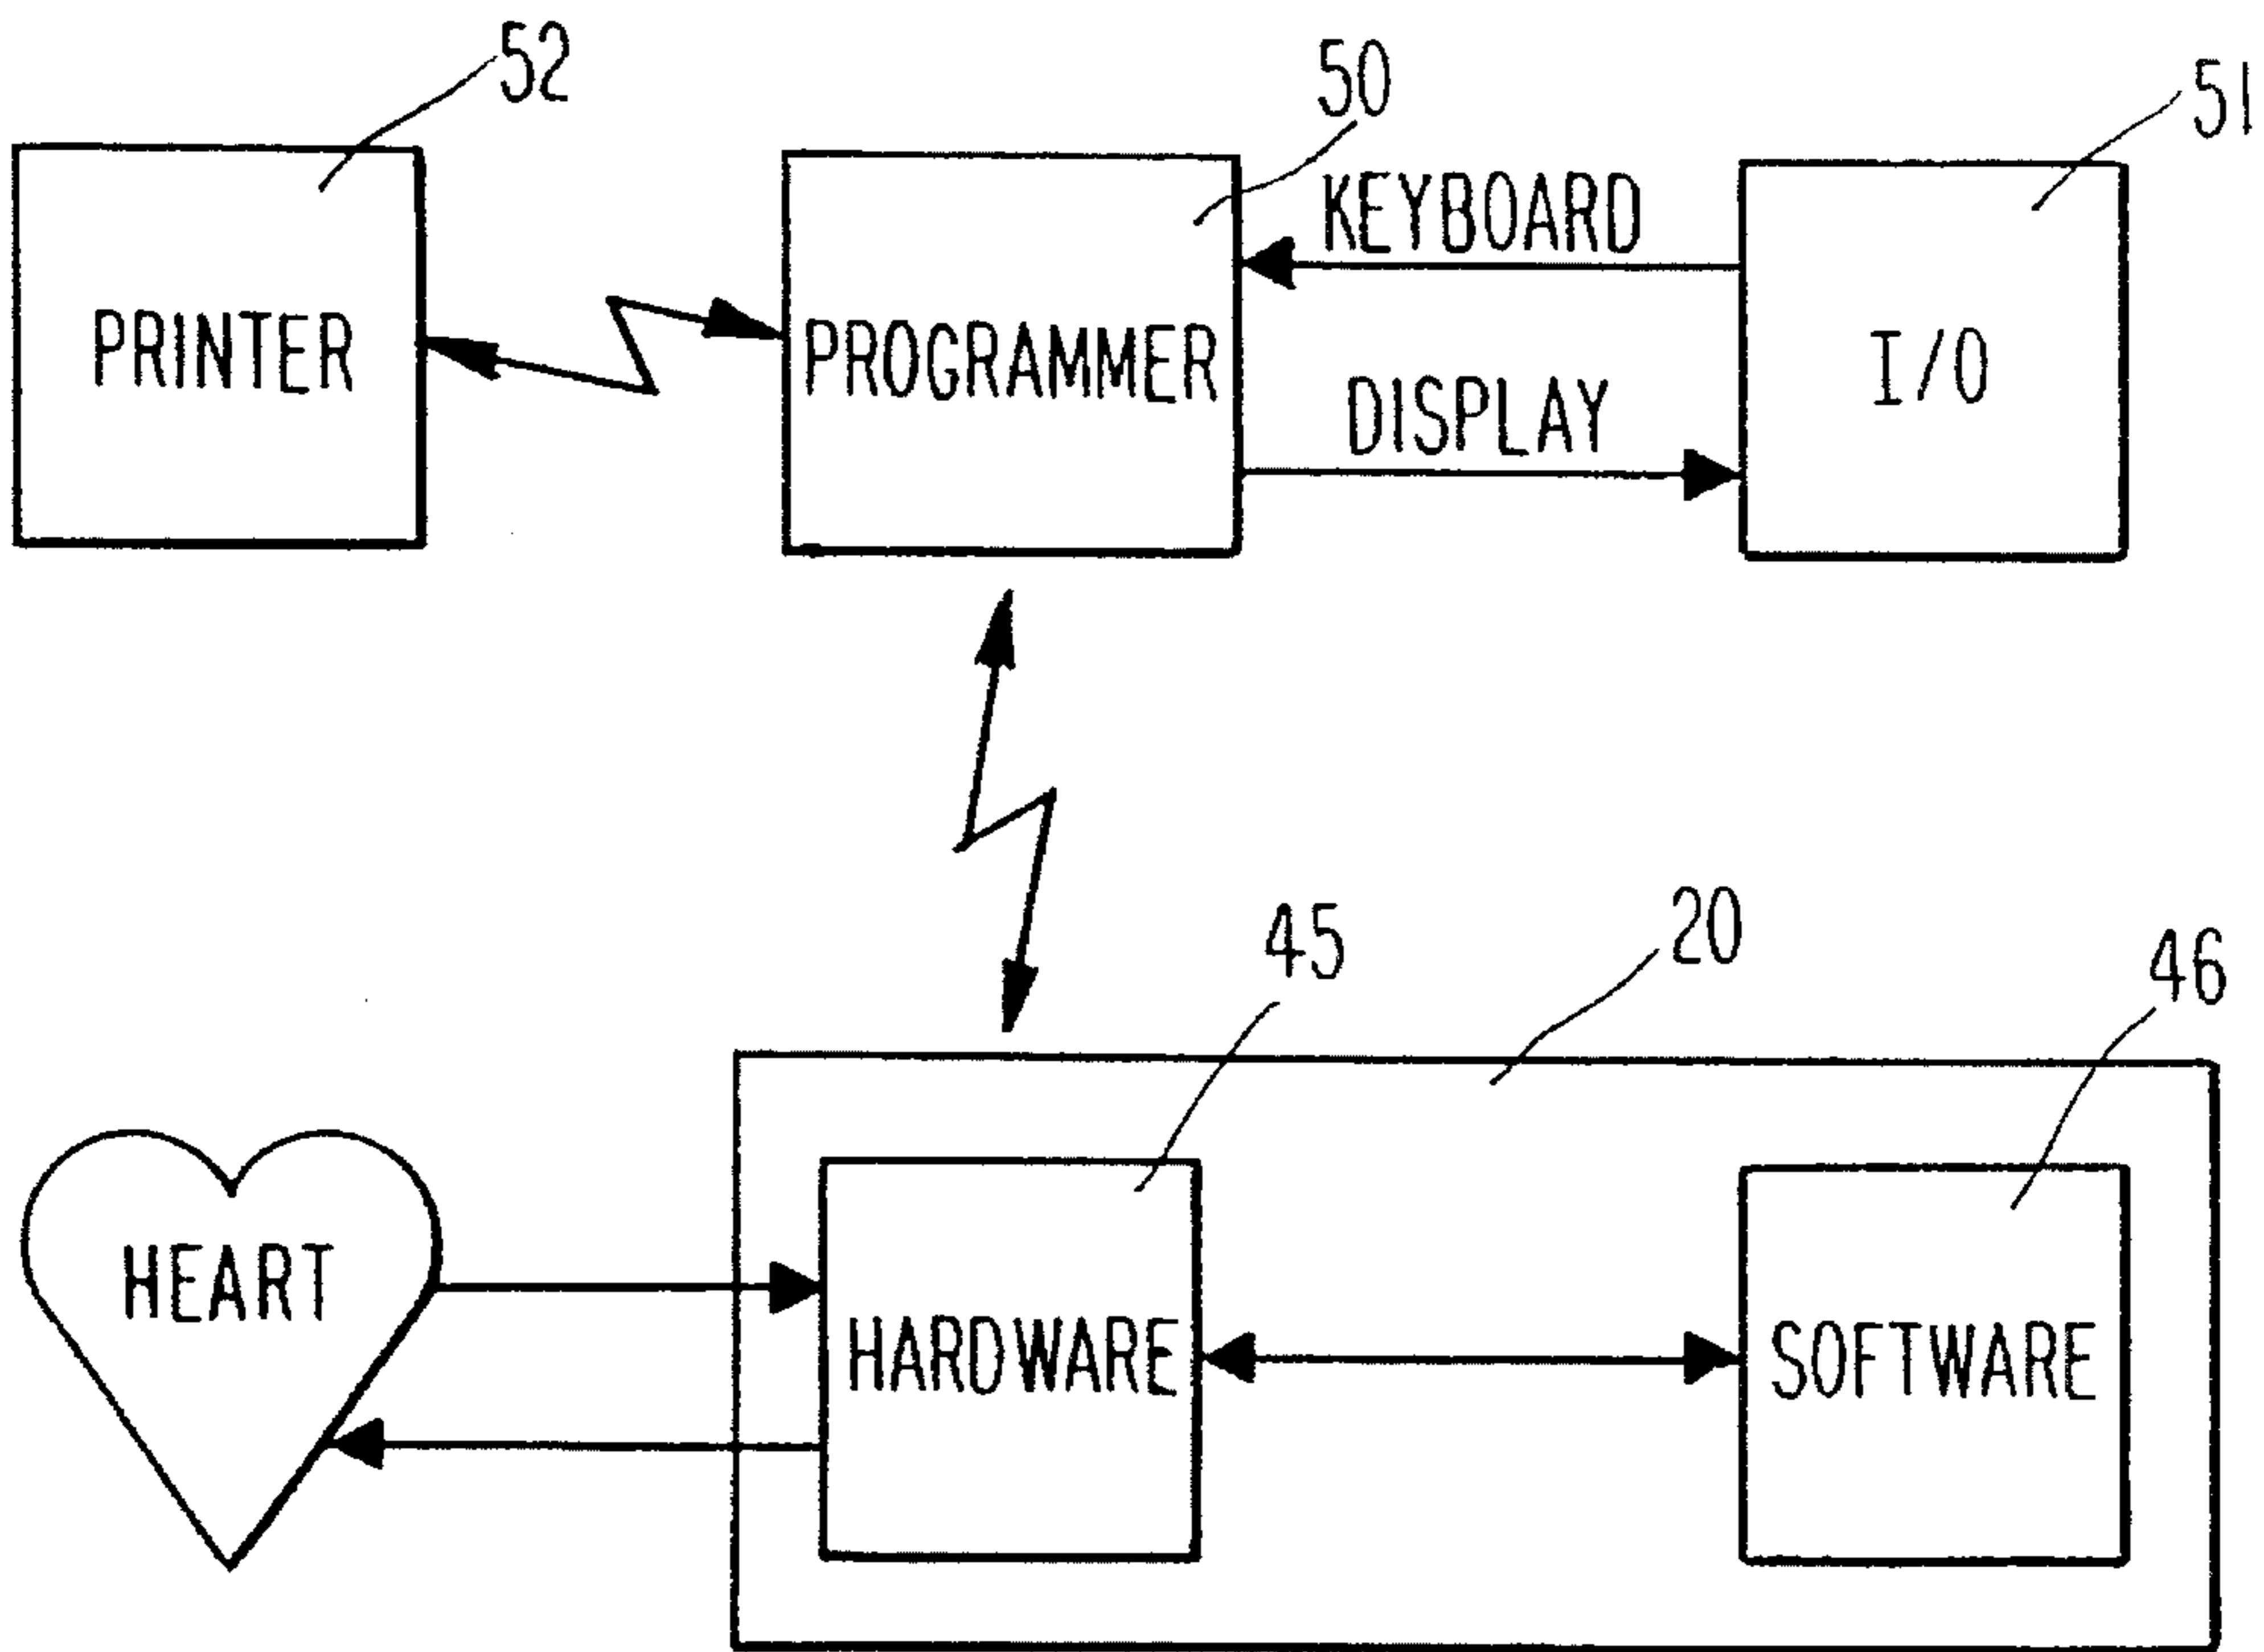 52
50
51
KEYBOARD
PRINTER
PROGRAMMER
I/O
DISPLAY
45
20
46
HEART
HARDWARE
SOFTWARE